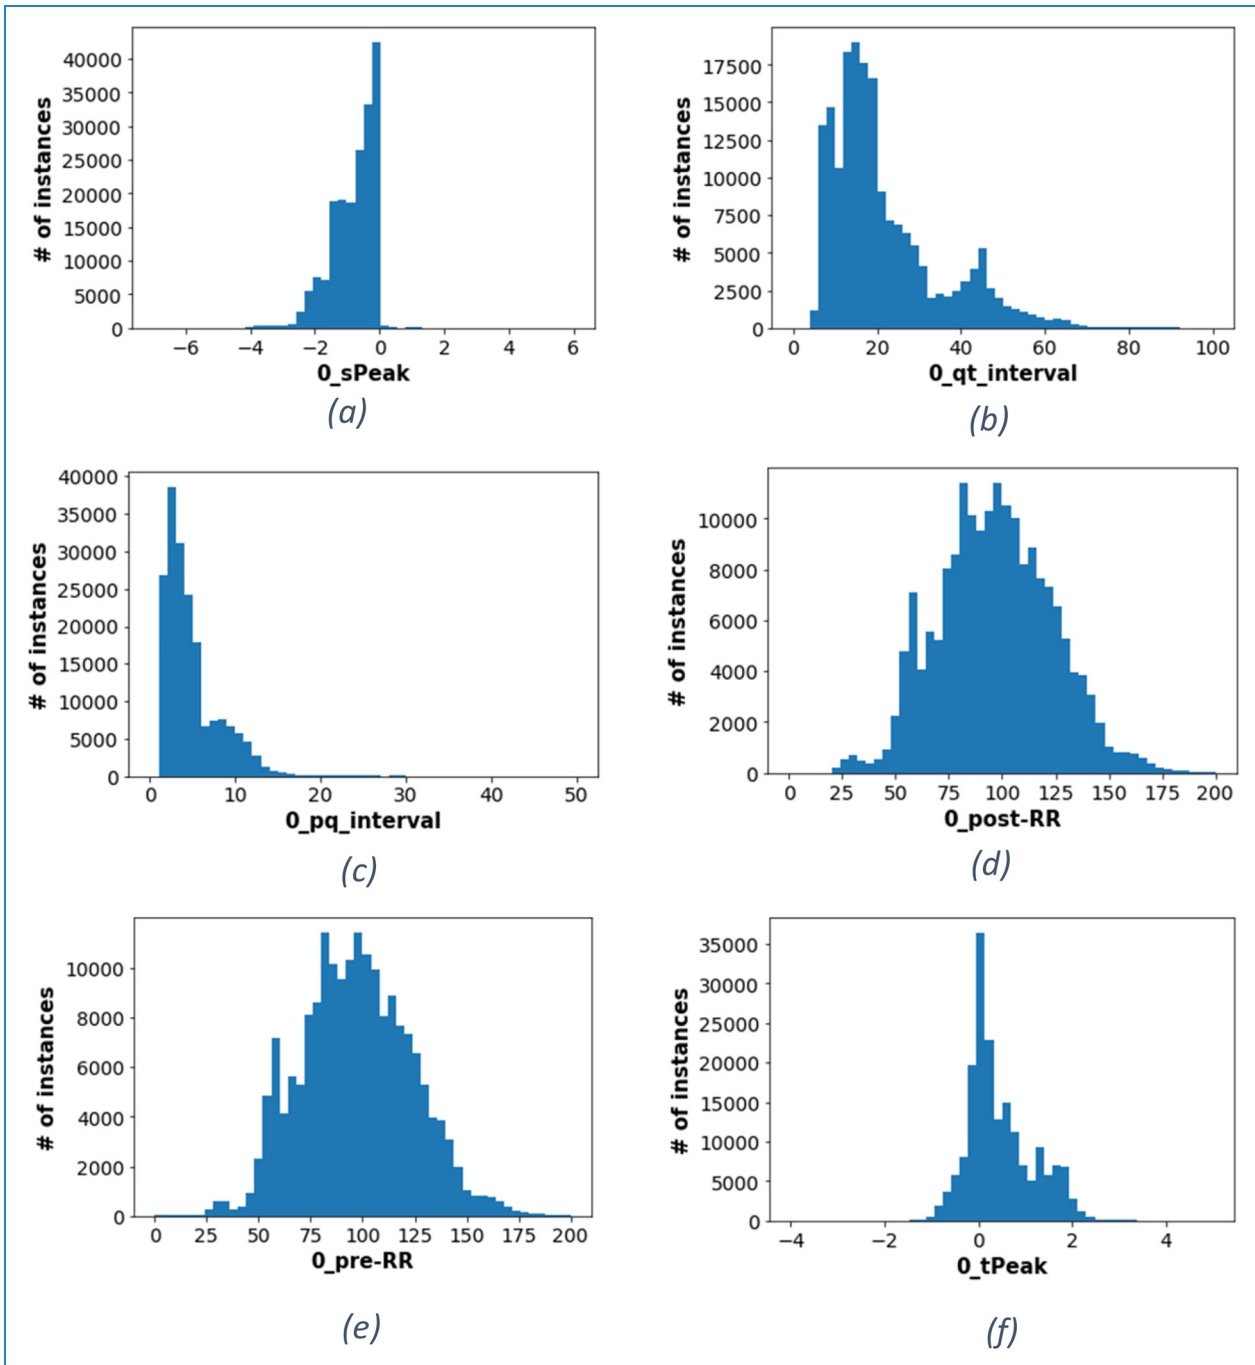 # of instances
40000
35000
30000
25000
20000
15000
10000
5000
0
−6 −4 −2 0 2 4 6
0_sPeak
(a)
# of instances
17500
15000
12500
10000
7500
5000
2500
0
0 20 40 60 80 100
0_qt_interval
(b)
# of instances
40000
35000
30000
25000
20000
15000
10000
5000
0
0 10 20 30 40 50
0_pq_interval
(c)
# of instances
10000
8000
6000
4000
2000
0
0 25 50 75 100 125 150 175 200
0_post-RR
(d)
# of instances
10000
8000
6000
4000
2000
0
0 25 50 75 100 125 150 175 200
0_pre-RR
(e)
# of instances
35000
30000
25000
20000
15000
10000
5000
0
−4 −2 0 2 4
0_tPeak
(f)